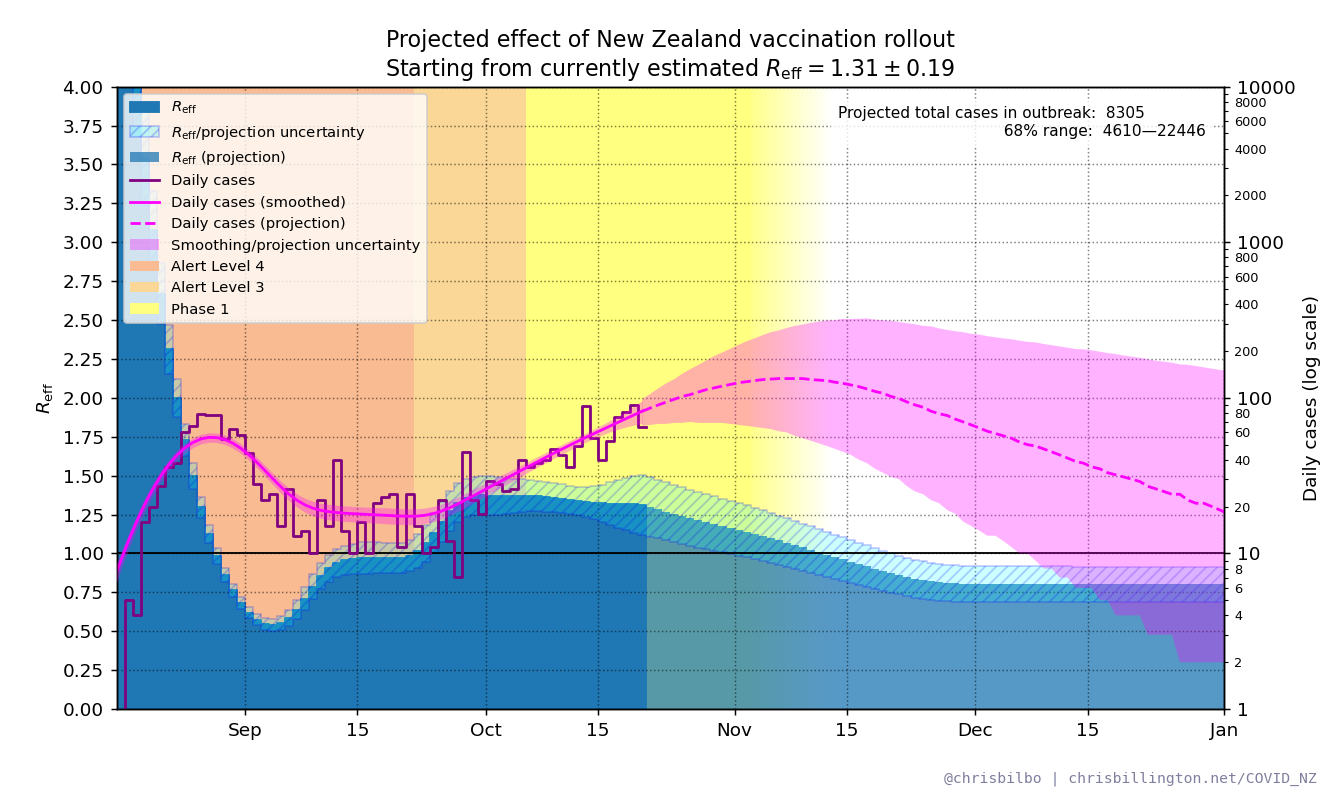 Projected effect of New Zealand vaccination rollout
Starting from currently estimated Reff = 1.31 ± 0.19
Projected total cases in outbreak: 8305
68% range: 4610—22446
Reff
Reff/projection uncertainty
Reff (projection)
Daily cases
Daily cases (smoothed)
Daily cases (projection)
Smoothing/projection uncertainty
Alert Level 4
Alert Level 3
Phase 1
4.00
3.75
3.50
3.25
3.00
2.75
2.50
2.25
2.00
1.75
1.50
1.25
1.00
0.75
0.50
0.25
0.00
Reff
10000
8000
6000
4000
2000
1000
800
600
400
200
100
80
60
40
20
10
8
6
4
2
1
Daily cases (log scale)
Sep 15 Oct 15 Nov 15 Dec 15 Jan
@chrisbilbo | chrisbillington.net/COVID_NZ